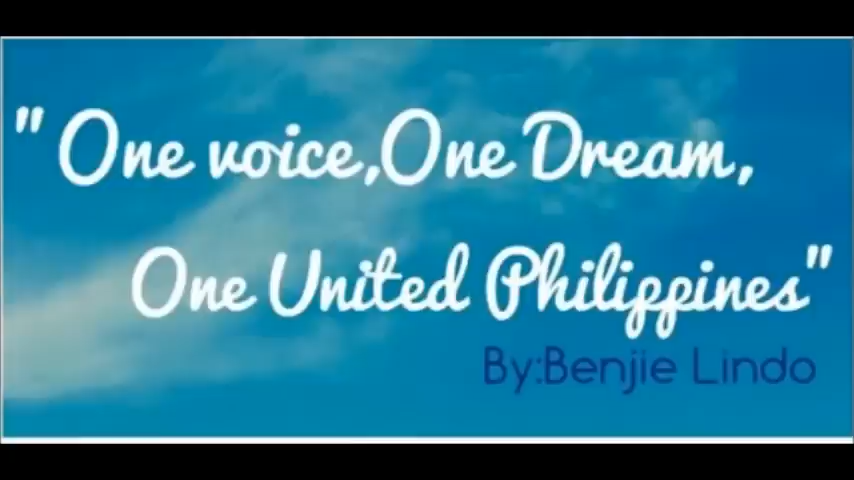 " One voice,One Dream,
One United Philippines"
By:Benjie Lindo